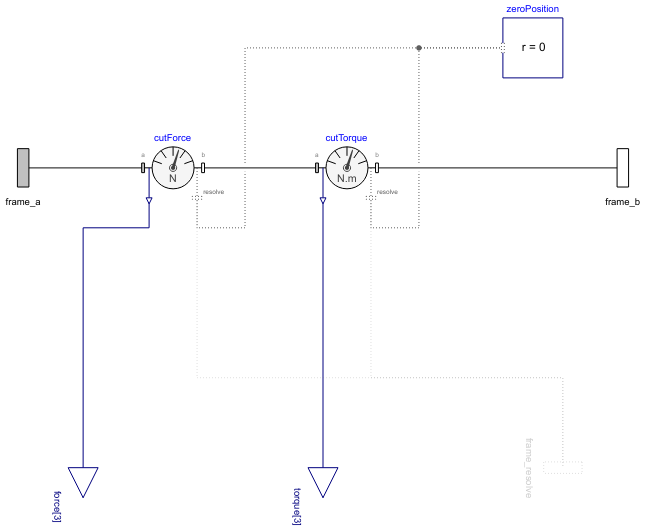 zeroPosition
r = 0
cutForce
cutTorque
a
b
a
b
N
N.m
resolve
resolve
frame_a
frame_b
frame_resolve
force[3]
torque[3]